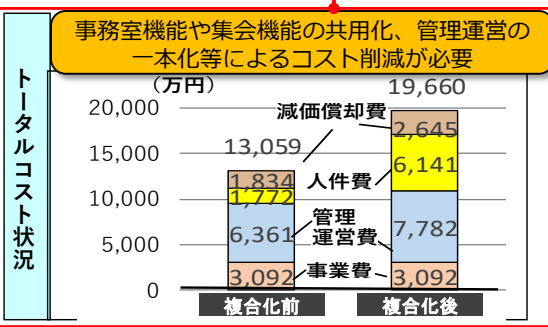 事務室機能や集会機能の共用化、管理運営の
一本化等によるコスト削減が必要
トータルコスト状況
(万円)
19,660
20,000
減価償却費
2,645
15,000
13,059
1,834
人件費
6,141
10,000
1,772
管理
運営費
6,361
7,782
5,000
3,092
事業費
3,092
0
複合化前
複合化後